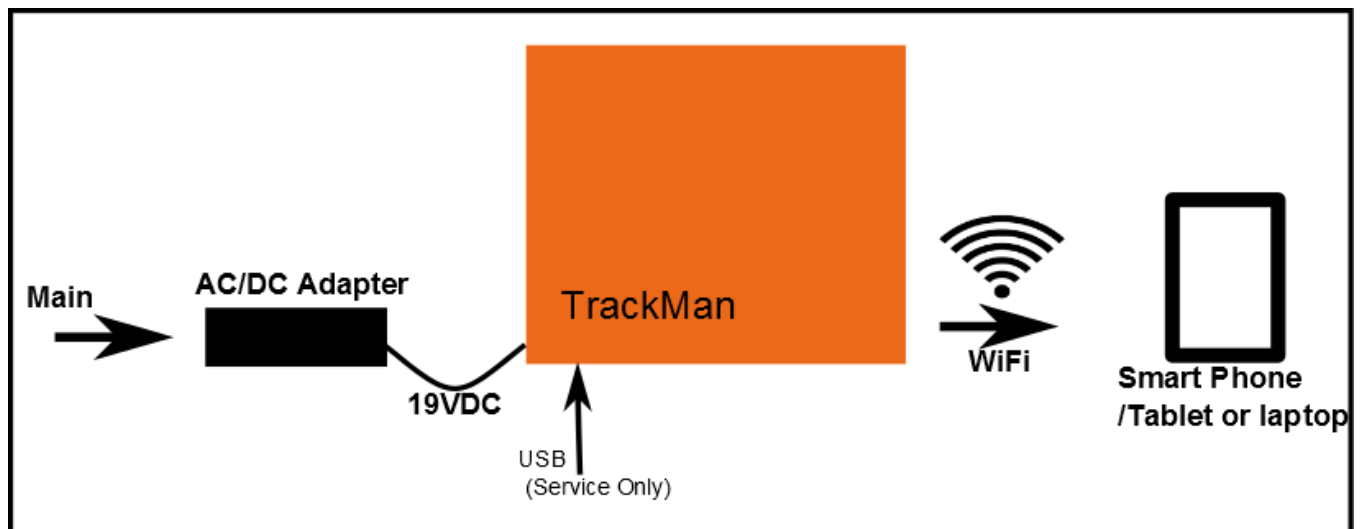 Main
AC/DC Adapter
19VDC
TrackMan
USB
(Service Only)
WiFi
Smart Phone
/Tablet or laptop